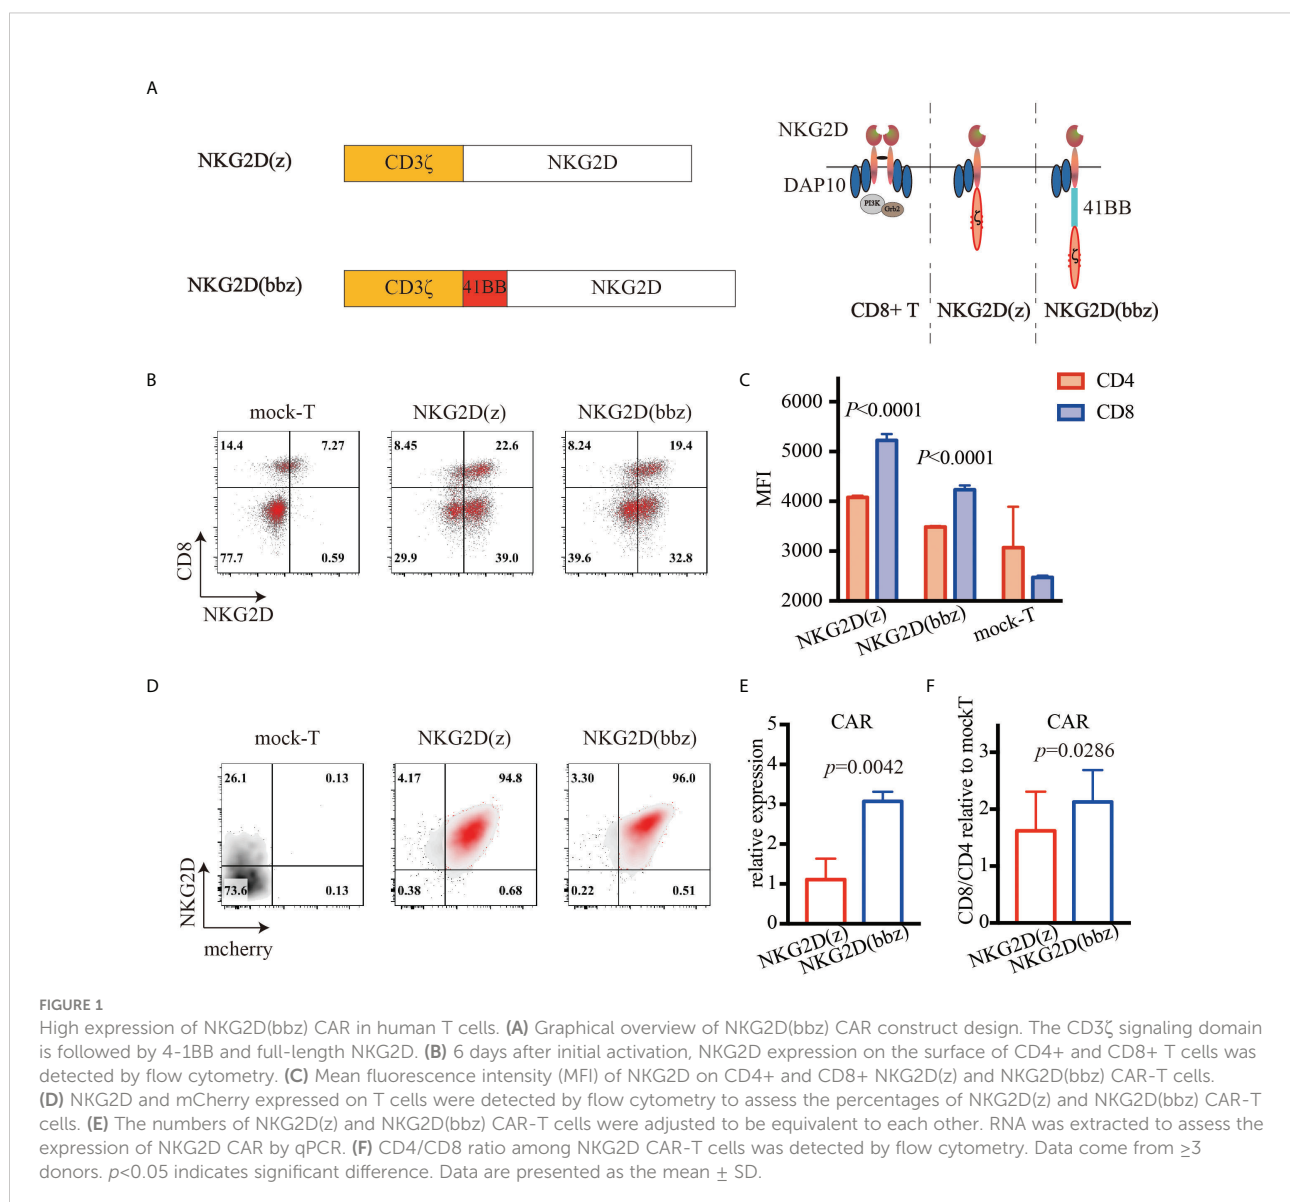 A
NKG2D(z)
CD3ζ
NKG2D
NKG2D(bbz)
CD3ζ
41BB
NKG2D
NKG2D
DAP10
PI3K
Grb2
ζ
ζ
41BB
CD8+ T
NKG2D(z)
NKG2D(bbz)
B
mock-T
NKG2D(z)
NKG2D(bbz)
14.4
7.27
8.45
22.6
8.24
19.4
77.7
0.59
29.9
39.0
39.6
32.8
CD8
NKG2D
C
CD4
CD8
P<0.0001
P<0.0001
MFI
6000
5000
4000
3000
2000
NKG2D(z)
NKG2D(bbz)
mock-T
D
mock-T
NKG2D(z)
NKG2D(bbz)
26.1
0.13
4.17
94.8
3.30
96.0
73.6
0.13
0.38
0.68
0.22
0.51
NKG2D
mcherry
E
CAR
p=0.0042
relative expression
5
4
3
2
1
0
NKG2D(z)
NKG2D(bbz)
F
CAR
p=0.0286
CD8/CD4 relative to mockT
3
2
1
0
NKG2D(z)
NKG2D(bbz)
FIGURE 1
High expression of NKG2D(bbz) CAR in human T cells. (A) Graphical overview of NKG2D(bbz) CAR construct design. The CD3ζ signaling domain
is followed by 4-1BB and full-length NKG2D. (B) 6 days after initial activation, NKG2D expression on the surface of CD4+ and CD8+ T cells was
detected by flow cytometry. (C) Mean fluorescence intensity (MFI) of NKG2D on CD4+ and CD8+ NKG2D(z) and NKG2D(bbz) CAR-T cells.
(D) NKG2D and mCherry expressed on T cells were detected by flow cytometry to assess the percentages of NKG2D(z) and NKG2D(bbz) CAR-T
cells. (E) The numbers of NKG2D(z) and NKG2D(bbz) CAR-T cells were adjusted to be equivalent to each other. RNA was extracted to assess the
expression of NKG2D CAR by qPCR. (F) CD4/CD8 ratio among NKG2D CAR-T cells was detected by flow cytometry. Data come from ≥3
donors. p<0.05 indicates significant difference. Data are presented as the mean ± SD.